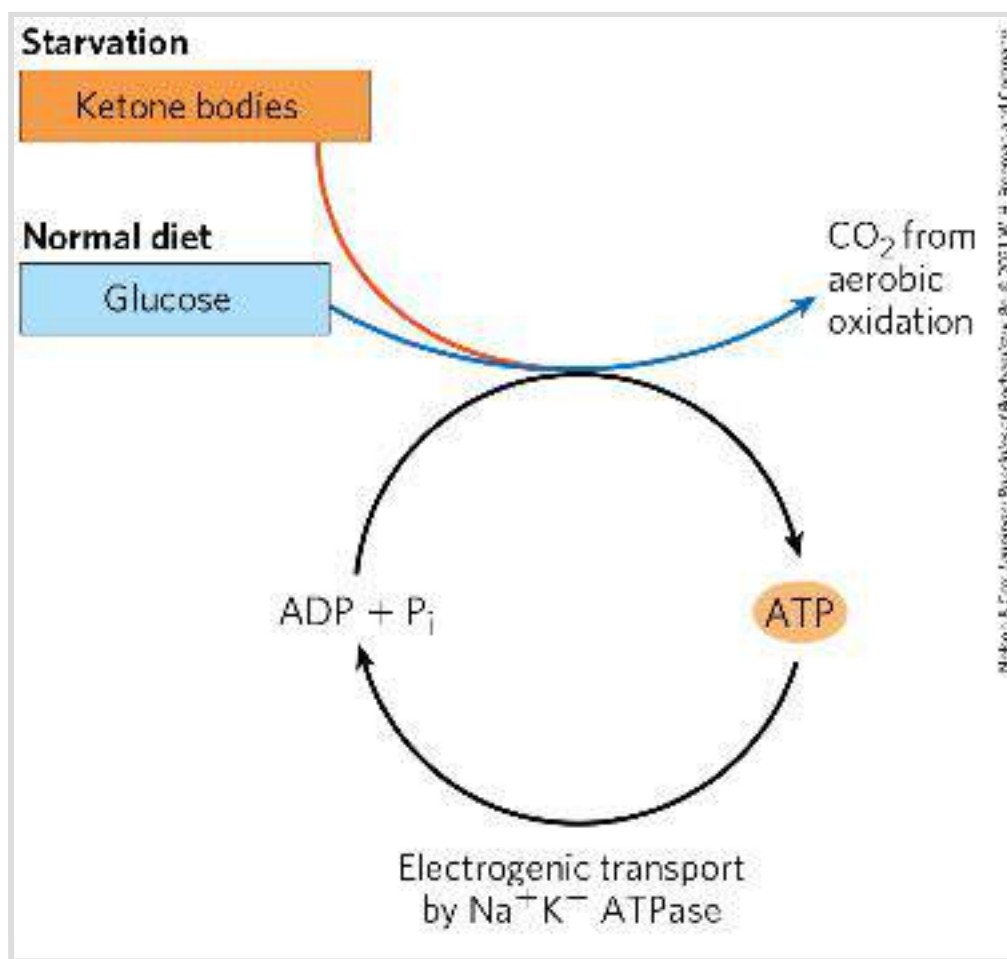 Starvation
Ketone bodies
Normal diet
Glucose
CO₂ from
aerobic
oxidation
ADP + Pᵢ
ATP
Electrogenic transport
by Na⁺K⁻ ATPase